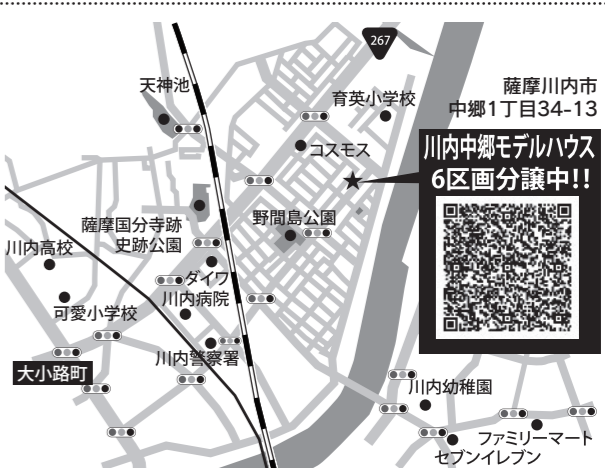 267
天神池
育英小学校
薩摩川内市
中郷1丁目34-13
コスモス
川内中郷モデルハウス
6区画分譲中!!
薩摩国分寺跡
史跡公園
野間島公園
川内高校
ダイワ
川内病院
可愛小学校
川内警察署
大小路町
川内幼稚園
ファミリーマート
セブンイレブン